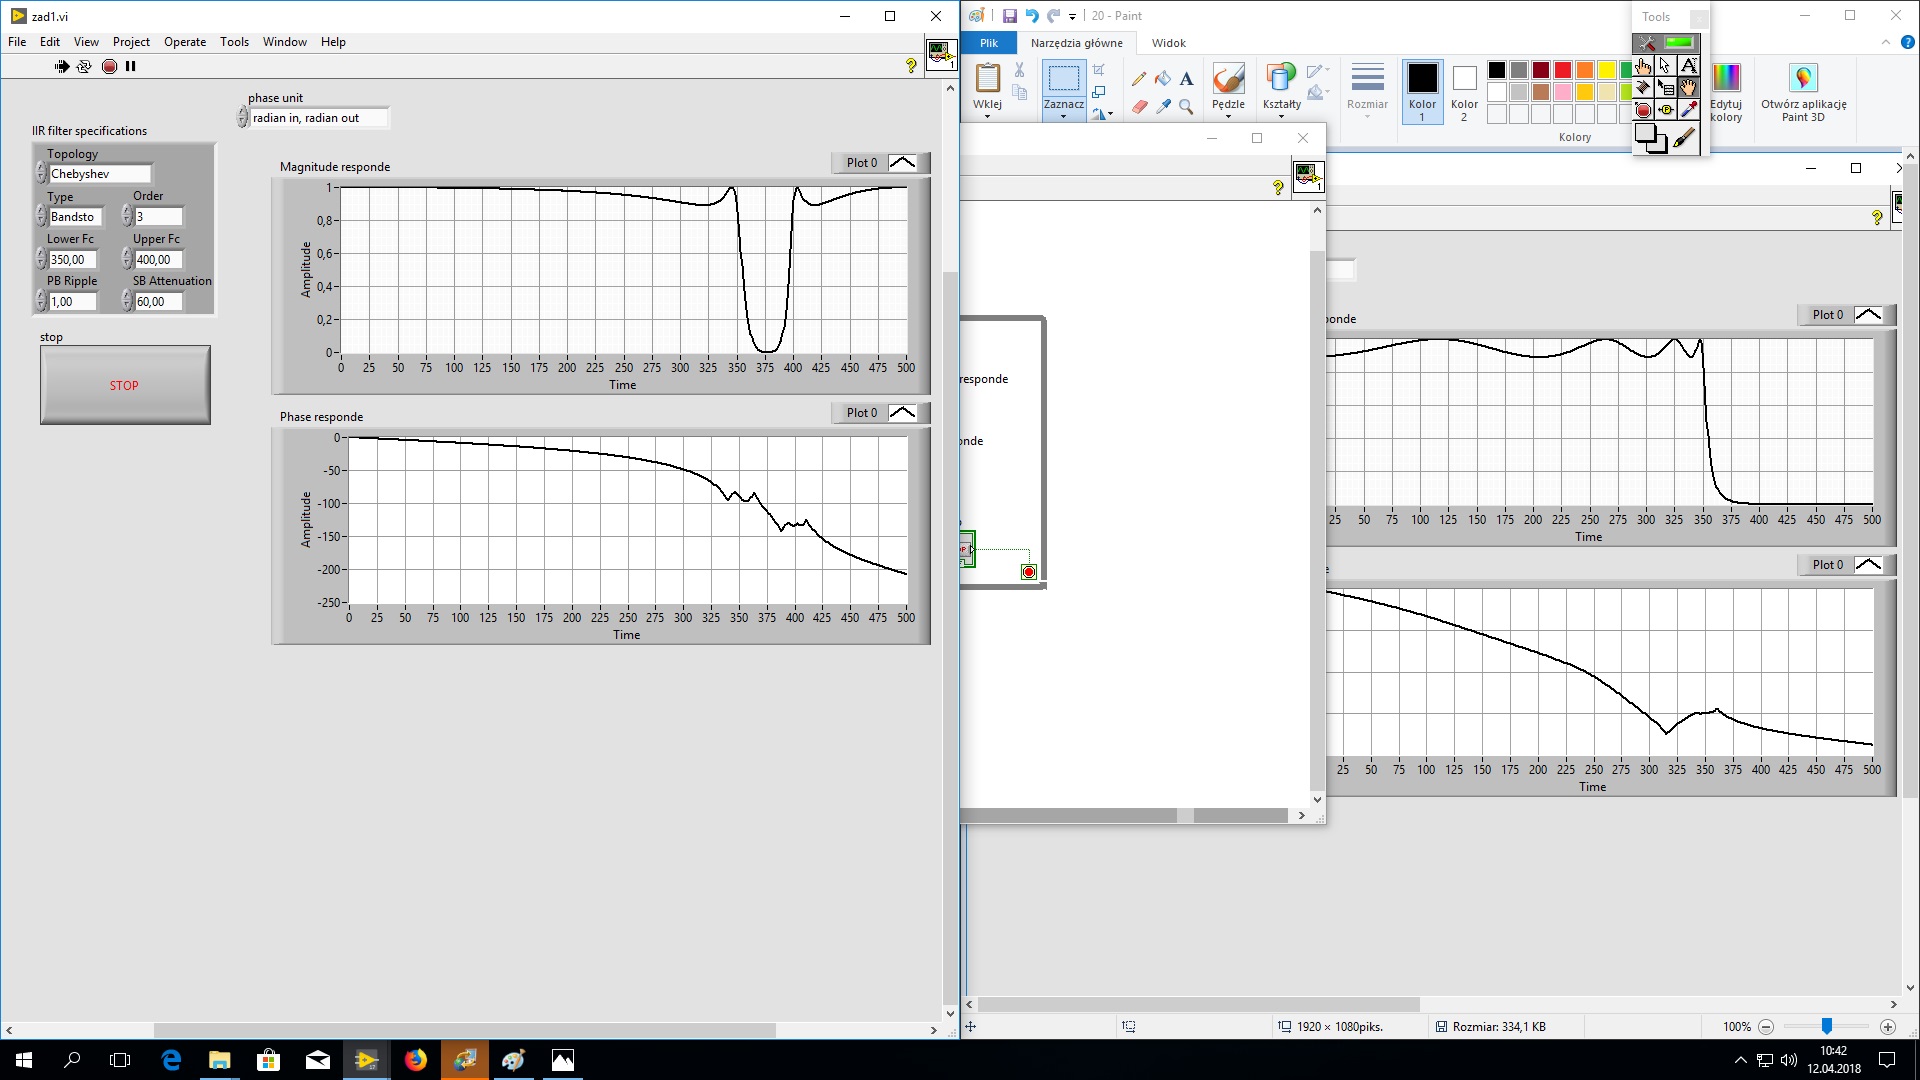 zad1.vi
File Edit View Project Operate Tools Window Help
phase unit
radian in, radian out
IIR filter specifications
Topology
Chebyshev
Type Order
Bandsto 3
Lower Fc Upper Fc
350,00 400,00
PB Ripple SB Attenuation
1,00 60,00
stop
STOP
Magnitude responde Plot 0
Amplitude
1
0,8
0,6
0,4
0,2
0
0 25 50 75 100 125 150 175 200 225 250 275 300 325 350 375 400 425 450 475 500
Time
Phase responde Plot 0
Amplitude
0
-50
-100
-150
-200
-250
0 25 50 75 100 125 150 175 200 225 250 275 300 325 350 375 400 425 450 475 500
Time
20 - Paint
Plik Narzędzia główne Widok
Wklej Zaznacz Pędzle Kształty Rozmiar Kolor 1 Kolor 2 Edytuj kolory Otwórz aplikację Paint 3D
Kolory
Tools
responde
onde
onde Plot 0
25 50 75 100 125 150 175 200 225 250 275 300 325 350 375 400 425 450 475 500
Time
Plot 0
25 50 75 100 125 150 175 200 225 250 275 300 325 350 375 400 425 450 475 500
Time
1920 × 1080piks. Rozmiar: 334,1 KB 100%
10:42
12.04.2018